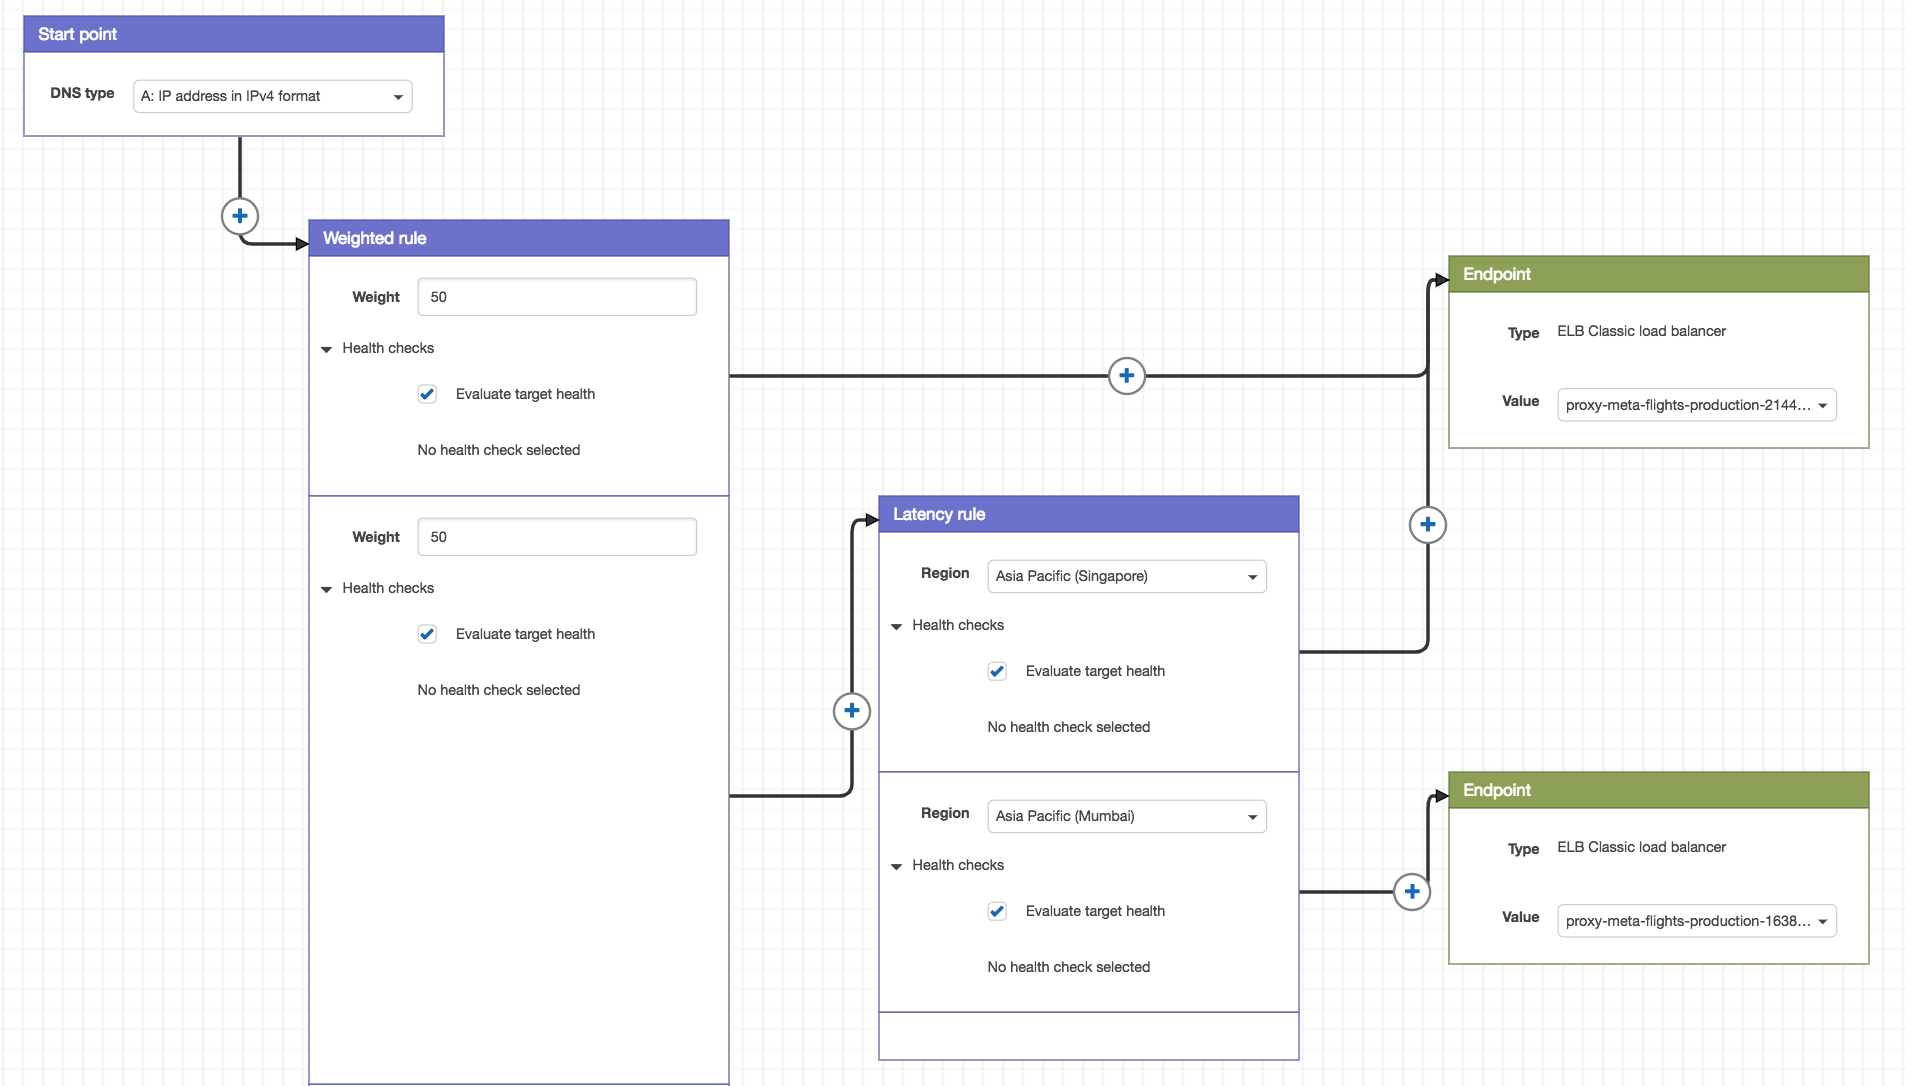 Start point
DNS type A: IP address in IPv4 format
Weighted rule
Weight 50
Health checks
Evaluate target health
No health check selected
Weight 50
Health checks
Evaluate target health
No health check selected
Latency rule
Region Asia Pacific (Singapore)
Health checks
Evaluate target health
No health check selected
Region Asia Pacific (Mumbai)
Health checks
Evaluate target health
No health check selected
Endpoint
Type ELB Classic load balancer
Value proxy-meta-flights-production-2144...
Endpoint
Type ELB Classic load balancer
Value proxy-meta-flights-production-1638...